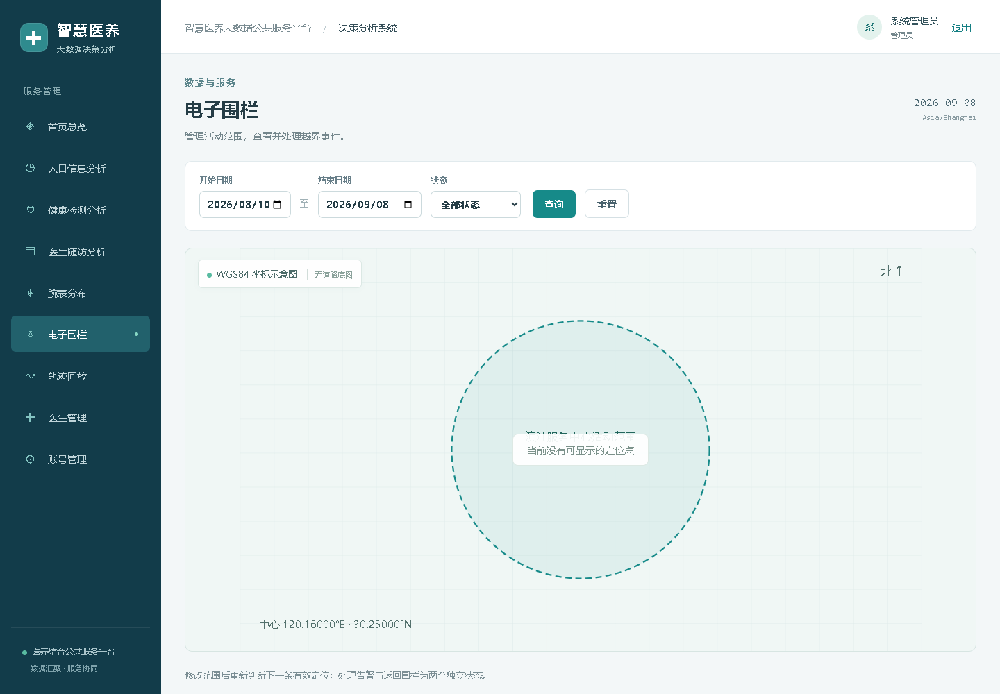 智慧医养
大数据决策分析
服务管理
首页总览
人口信息分析
健康检测分析
医生随访分析
腕表分布
电子围栏
轨迹回放
医生管理
账号管理
医养结合公共服务平台
数据汇聚 · 服务协同
智慧医养大数据公共服务平台 / 决策分析系统
系 系统管理员
管理员
退出
数据与服务
电子围栏
管理活动范围，查看并处理越界事件。
2026-09-08
Asia/Shanghai
开始日期 结束日期 状态
2026/08/10 至 2026/09/08 全部状态 查询 重置
WGS84 坐标示意图 无道路底图
北↑
滨江服务中心活动范围
当前没有可显示的定位点
中心 120.16000°E · 30.25000°N
修改范围后重新判断下一条有效定位；处理告警与返回围栏为两个独立状态。